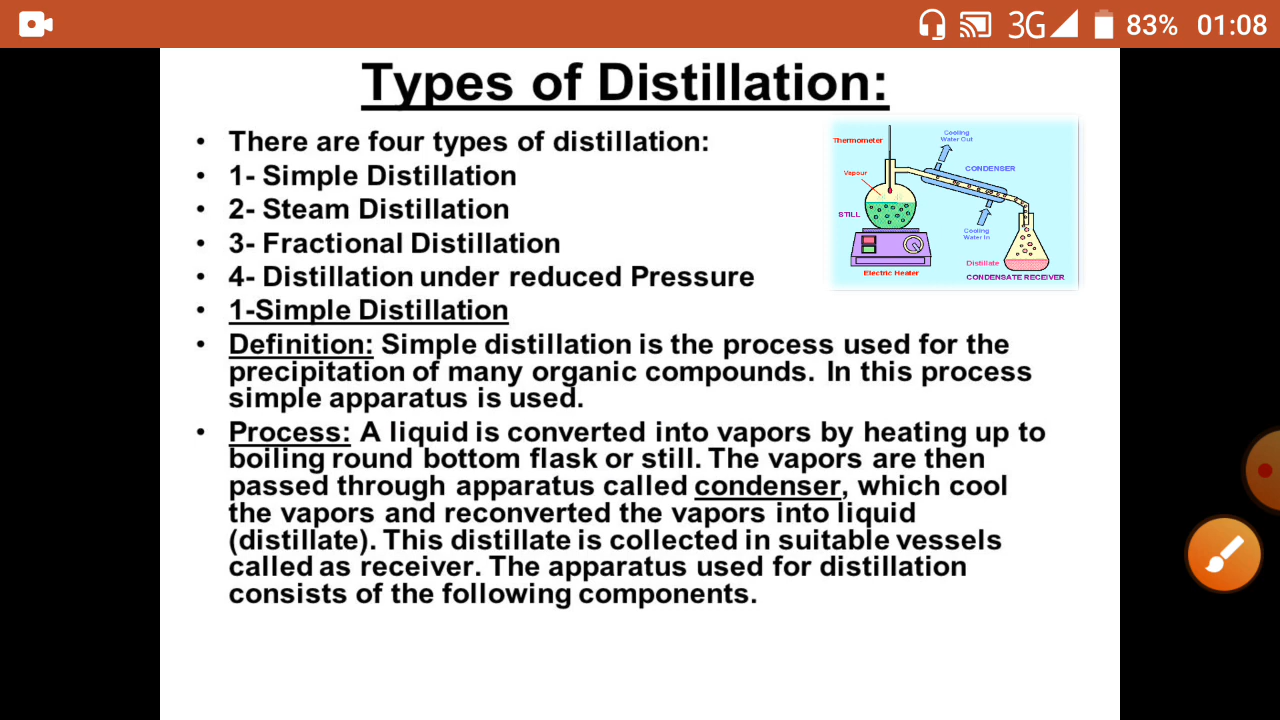 3G 83% 01:08
Types of Distillation:
• There are four types of distillation:
• 1- Simple Distillation
• 2- Steam Distillation
• 3- Fractional Distillation
• 4- Distillation under reduced Pressure
• 1-Simple Distillation
• Definition: Simple distillation is the process used for the
precipitation of many organic compounds. In this process
simple apparatus is used.
• Process: A liquid is converted into vapors by heating up to
boiling round bottom flask or still. The vapors are then
passed through apparatus called condenser, which cool
the vapors and reconverted the vapors into liquid
(distillate). This distillate is collected in suitable vessels
called as receiver. The apparatus used for distillation
consists of the following components.
Thermometer
Cooling
Water Out
Vapour
CONDENSER
STILL
Cooling
Water In
Distillate
Electric Heater
CONDENSATE RECEIVER